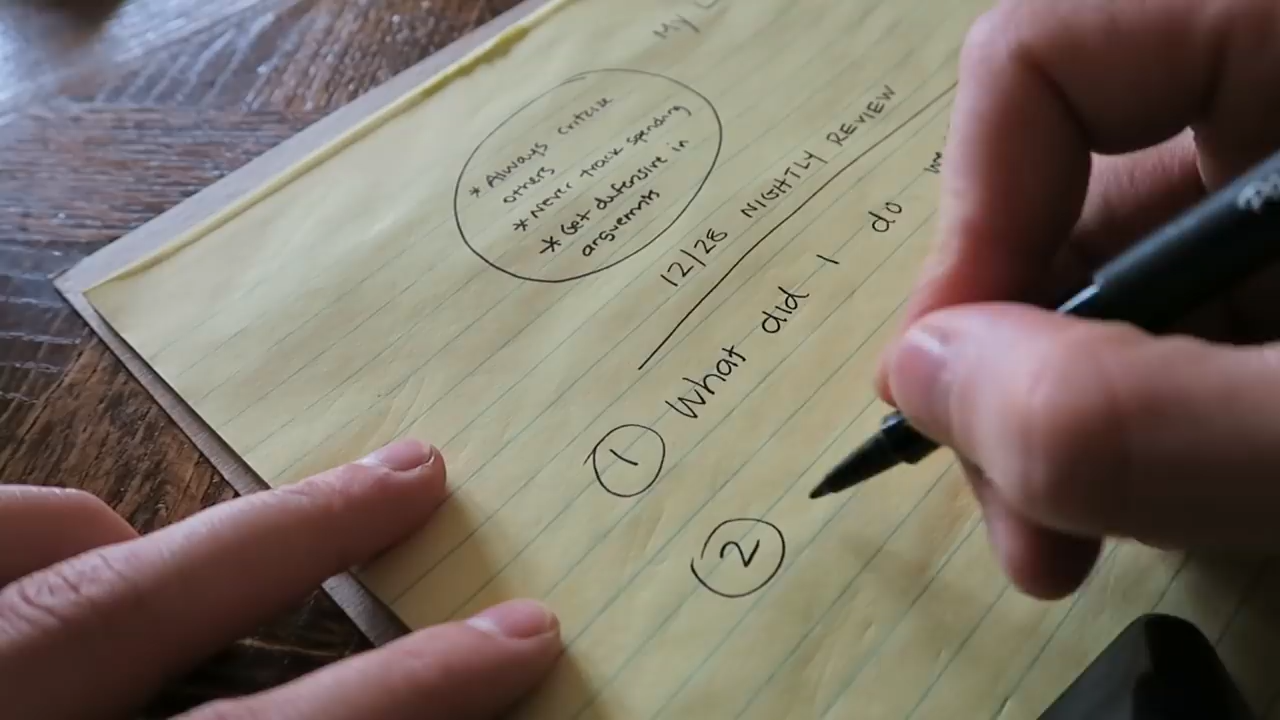 My
* Always criticize
others
* Never track spending
* Get defensive in
arguments
12/28 NIGHTLY REVIEW
1 What did I do
2